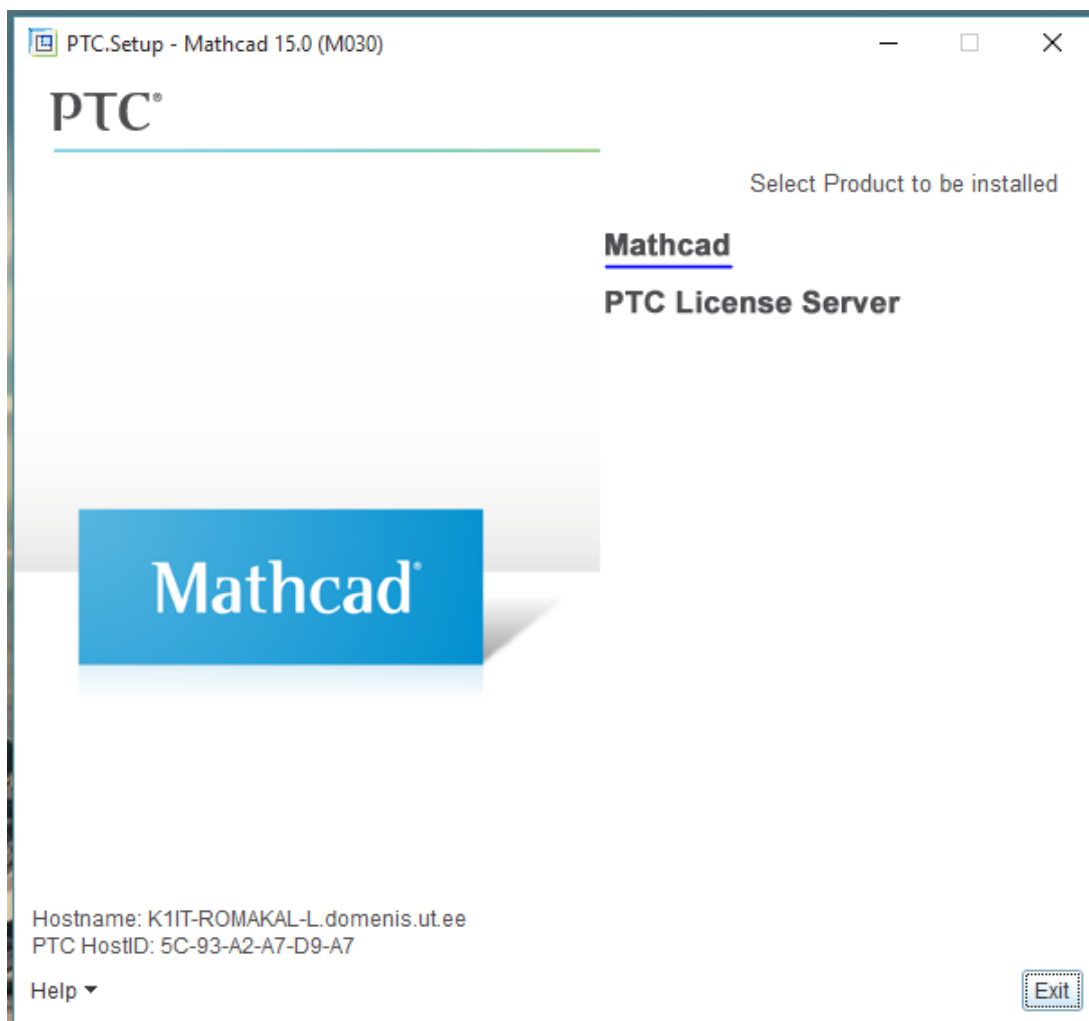 PTC.Setup - Mathcad 15.0 (M030)
PTC®
Select Product to be installed
Mathcad
PTC License Server
Mathcad®
Hostname: K1IT-ROMAKAL-L.domenis.ut.ee
PTC HostID: 5C-93-A2-A7-D9-A7
Help
Exit